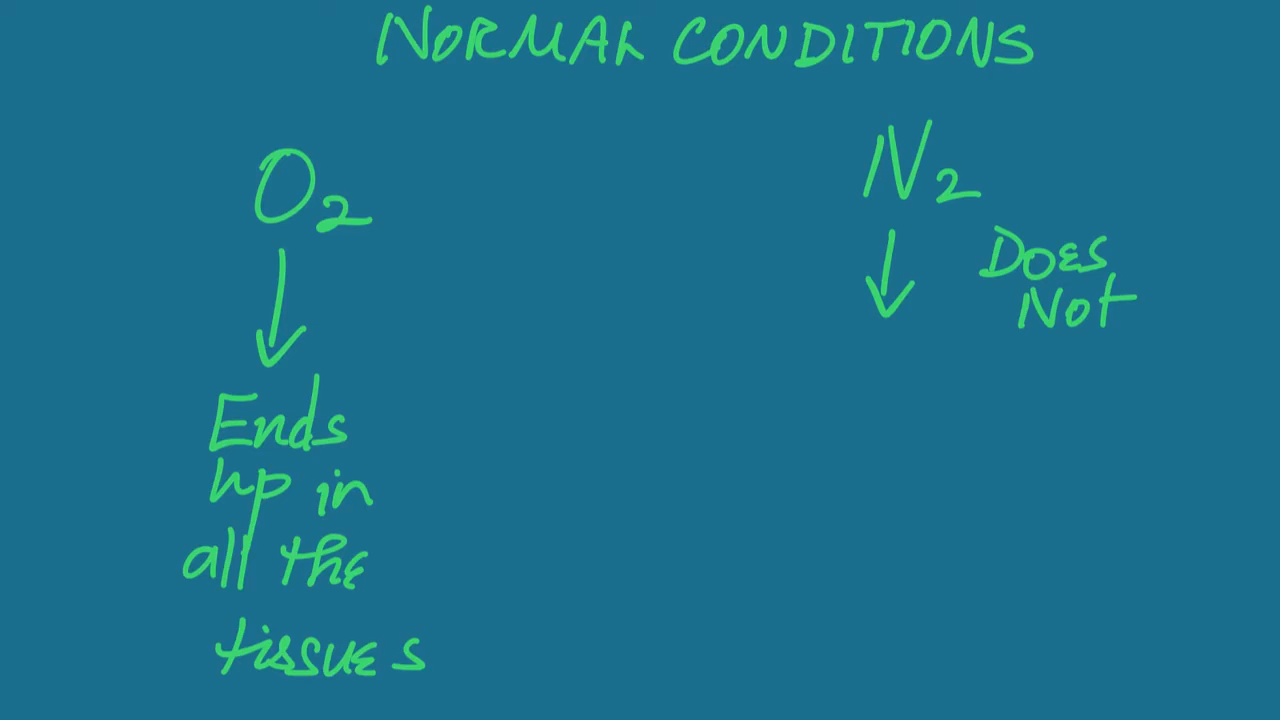 NORMAL CONDITIONS
O2
Ends
up in
all the
tissues
N2
Does
Not